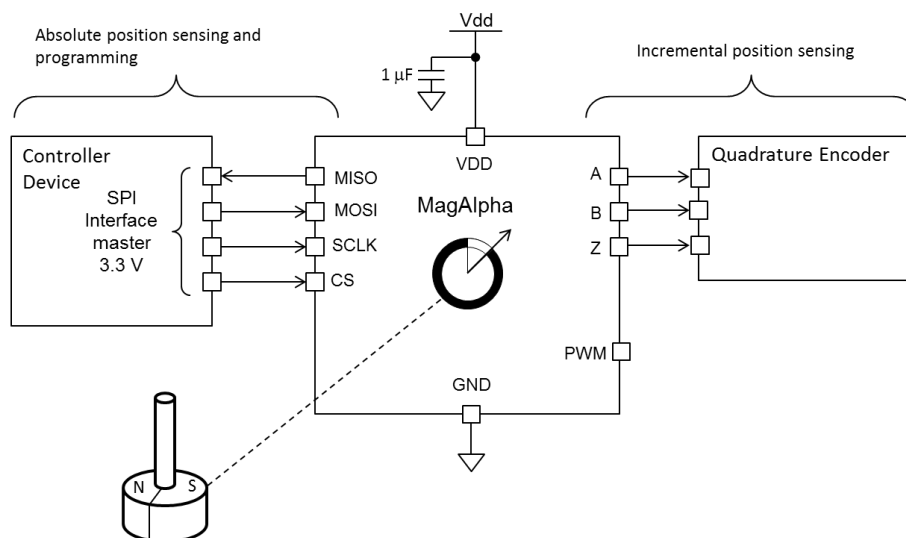 Vdd
Absolute position sensing and
programming
Incremental position sensing
1 μF
Controller
Device
VDD
Quadrature Encoder
SPI
Interface
master
3.3 V
MISO
MOSI
SCLK
CS
MagAlpha
A
B
Z
PWM
GND
N
S